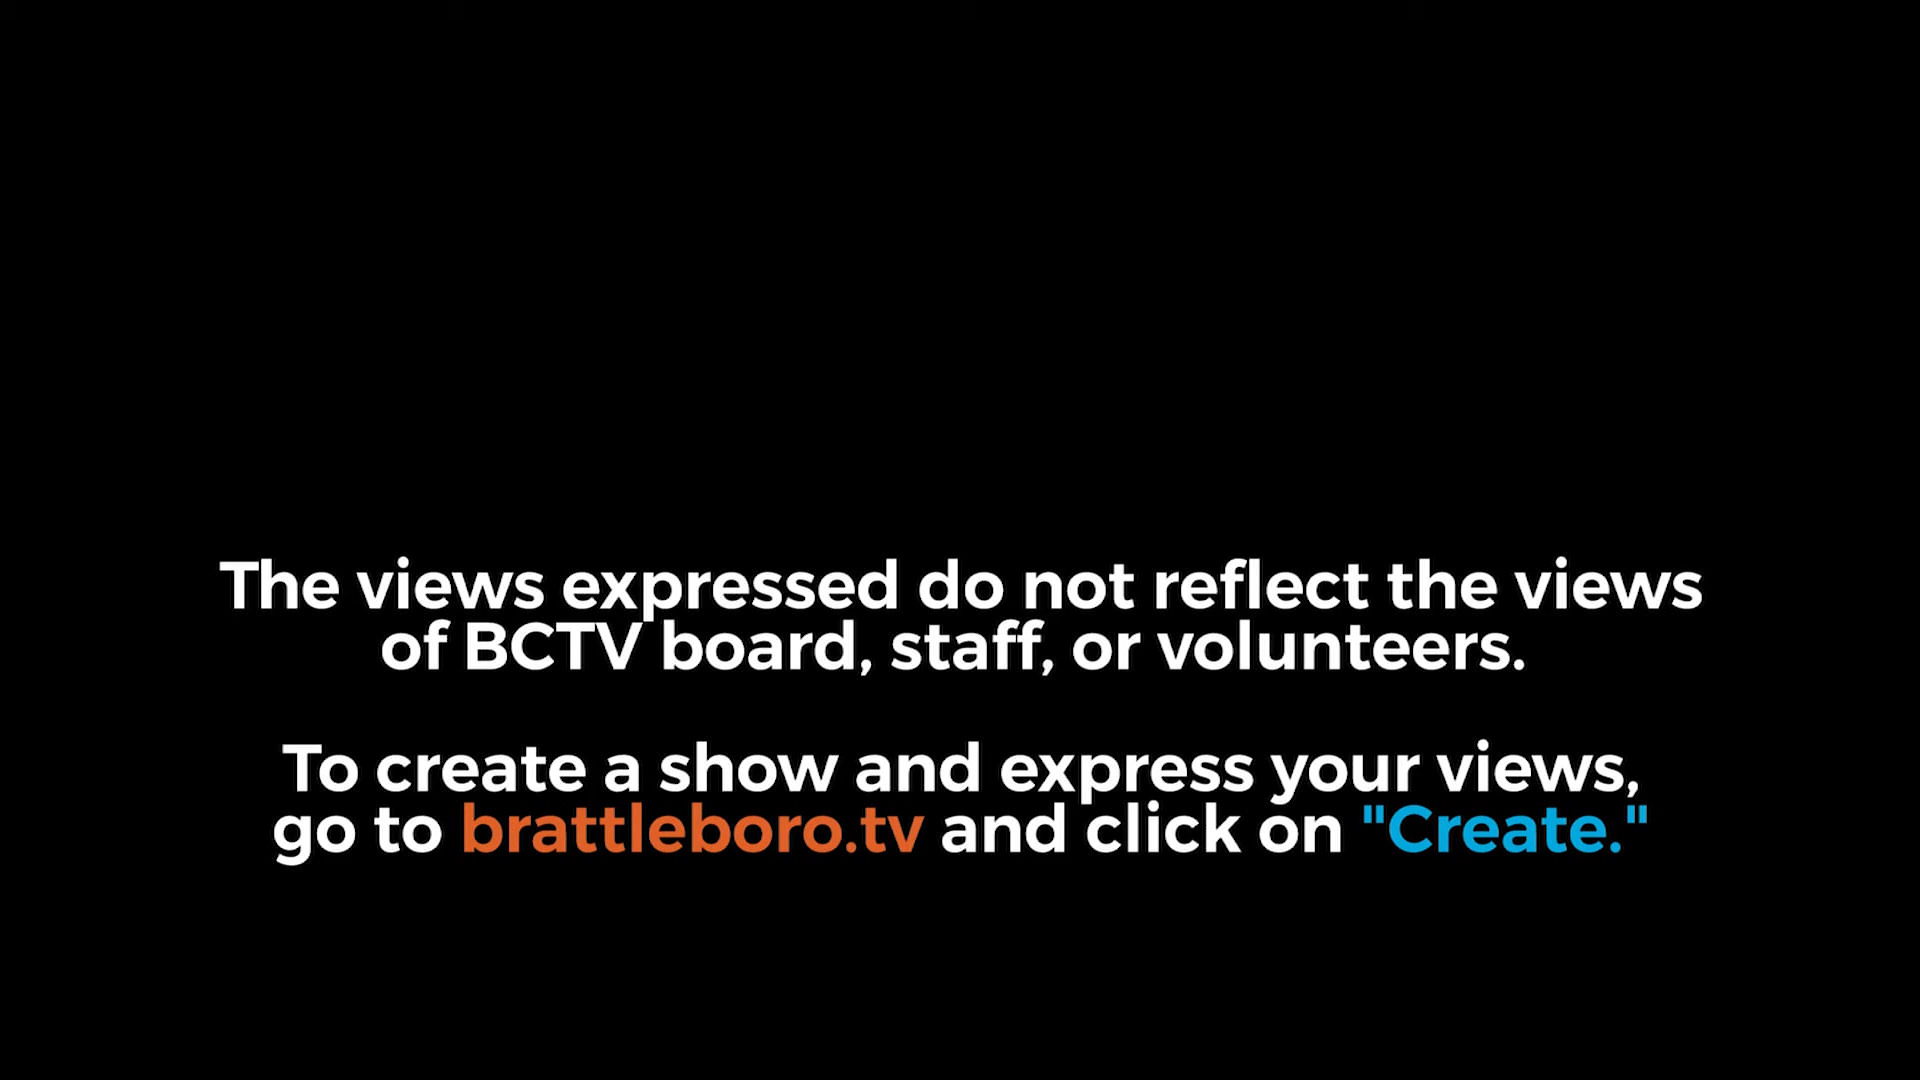 The views expressed do not reflect the views
of BCTV board, staff, or volunteers.
To create a show and express your views,
go to brattleboro.tv and click on "Create."